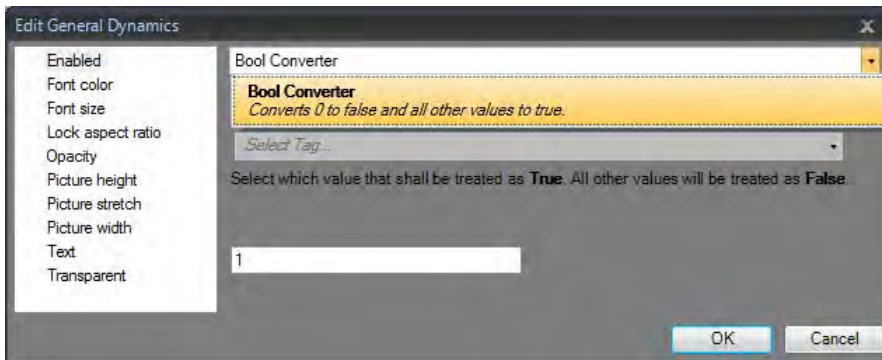 Edit General Dynamics
Enabled
Font color
Font size
Lock aspect ratio
Opacity
Picture height
Picture stretch
Picture width
Text
Transparent
Bool Converter
Bool Converter
Converts 0 to false and all other values to true.
Select Tag...
Select which value that shall be treated as True. All other values will be treated as False.
1
OK
Cancel